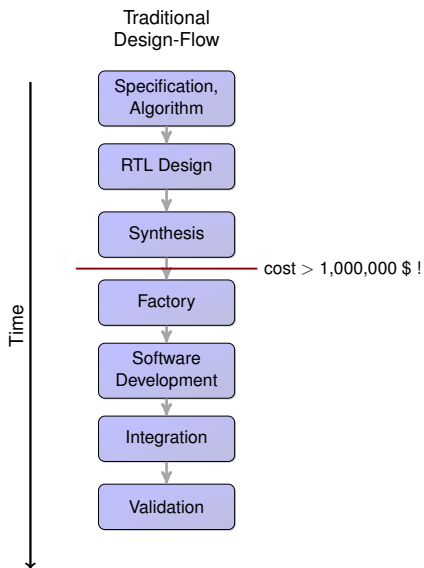 Traditional
Design-Flow
Specification,
Algorithm
RTL Design
Synthesis
cost > 1,000,000 $ !
Factory
Time
Software
Development
Integration
Validation